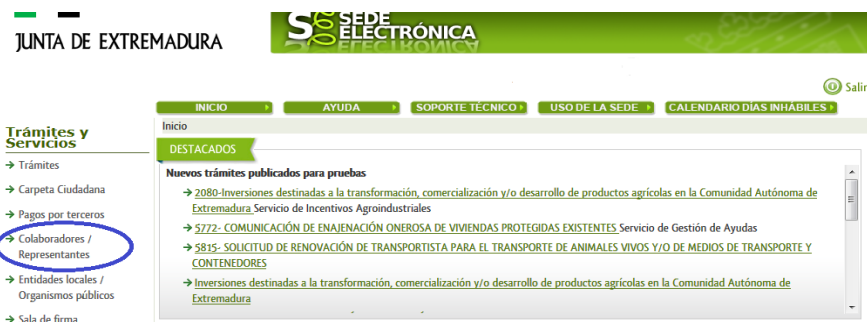 JUNTA DE EXTREMADURA
SEDE
ELECTRÓNICA
Salir
INICIO
AYUDA
SOPORTE TÉCNICO
USO DE LA SEDE
CALENDARIO DÍAS INHÁBILES
Trámites y
Servicios
Trámites
Carpeta Ciudadana
Pagos por terceros
Colaboradores /
Representantes
Entidades locales /
Organismos públicos
Sala de firma
Inicio
DESTACADOS
Nuevos trámites publicados para pruebas
2080-Inversiones destinadas a la transformación, comercialización y/o desarrollo de productos agrícolas en la Comunidad Autónoma de
Extremadura Servicio de Incentivos Agroindustriales
5772- COMUNICACIÓN DE ENAJENACIÓN ONEROSA DE VIVIENDAS PROTEGIDAS EXISTENTES Servicio de Gestión de Ayudas
5815- SOLICITUD DE RENOVACIÓN DE TRANSPORTISTA PARA EL TRANSPORTE DE ANIMALES VIVOS Y/O DE MEDIOS DE TRANSPORTE Y
CONTENEDORES
Inversiones destinadas a la transformación, comercialización y/o desarrollo de productos agrícolas en la Comunidad Autónoma de
Extremadura